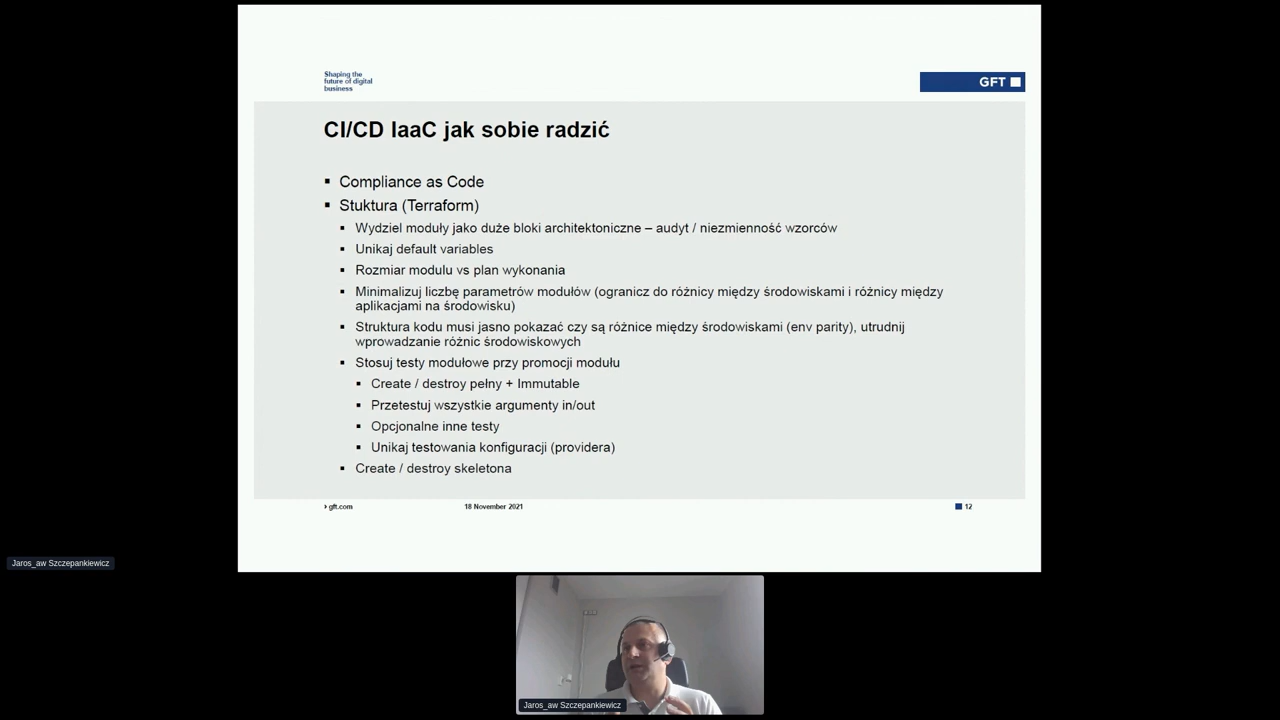 Shaping the
future of digital
business
GFT
CI/CD IaaC jak sobie radzić
Compliance as Code
Stuktura (Terraform)
Wydziel moduły jako duże bloki architektoniczne – audyt / niezmienność wzorców
Unikaj default variables
Rozmiar modulu vs plan wykonania
Minimalizuj liczbę parametrów modułów (ogranicz do różnicy między środowiskami i różnicy między
aplikacjami na środowisku)
Struktura kodu musi jasno pokazać czy są różnice między środowiskami (env parity), utrudnij
wprowadzanie różnic środowiskowych
Stosuj testy modułowe przy promocji modułu
Create / destroy pełny + Immutable
Przetestuj wszystkie argumenty in/out
Opcjonalne inne testy
Unikaj testowania konfiguracji (providera)
Create / destroy skeletona
› gft.com
18 November 2021
12
Jaros_aw Szczepankiewicz
Jaros_aw Szczepankiewicz